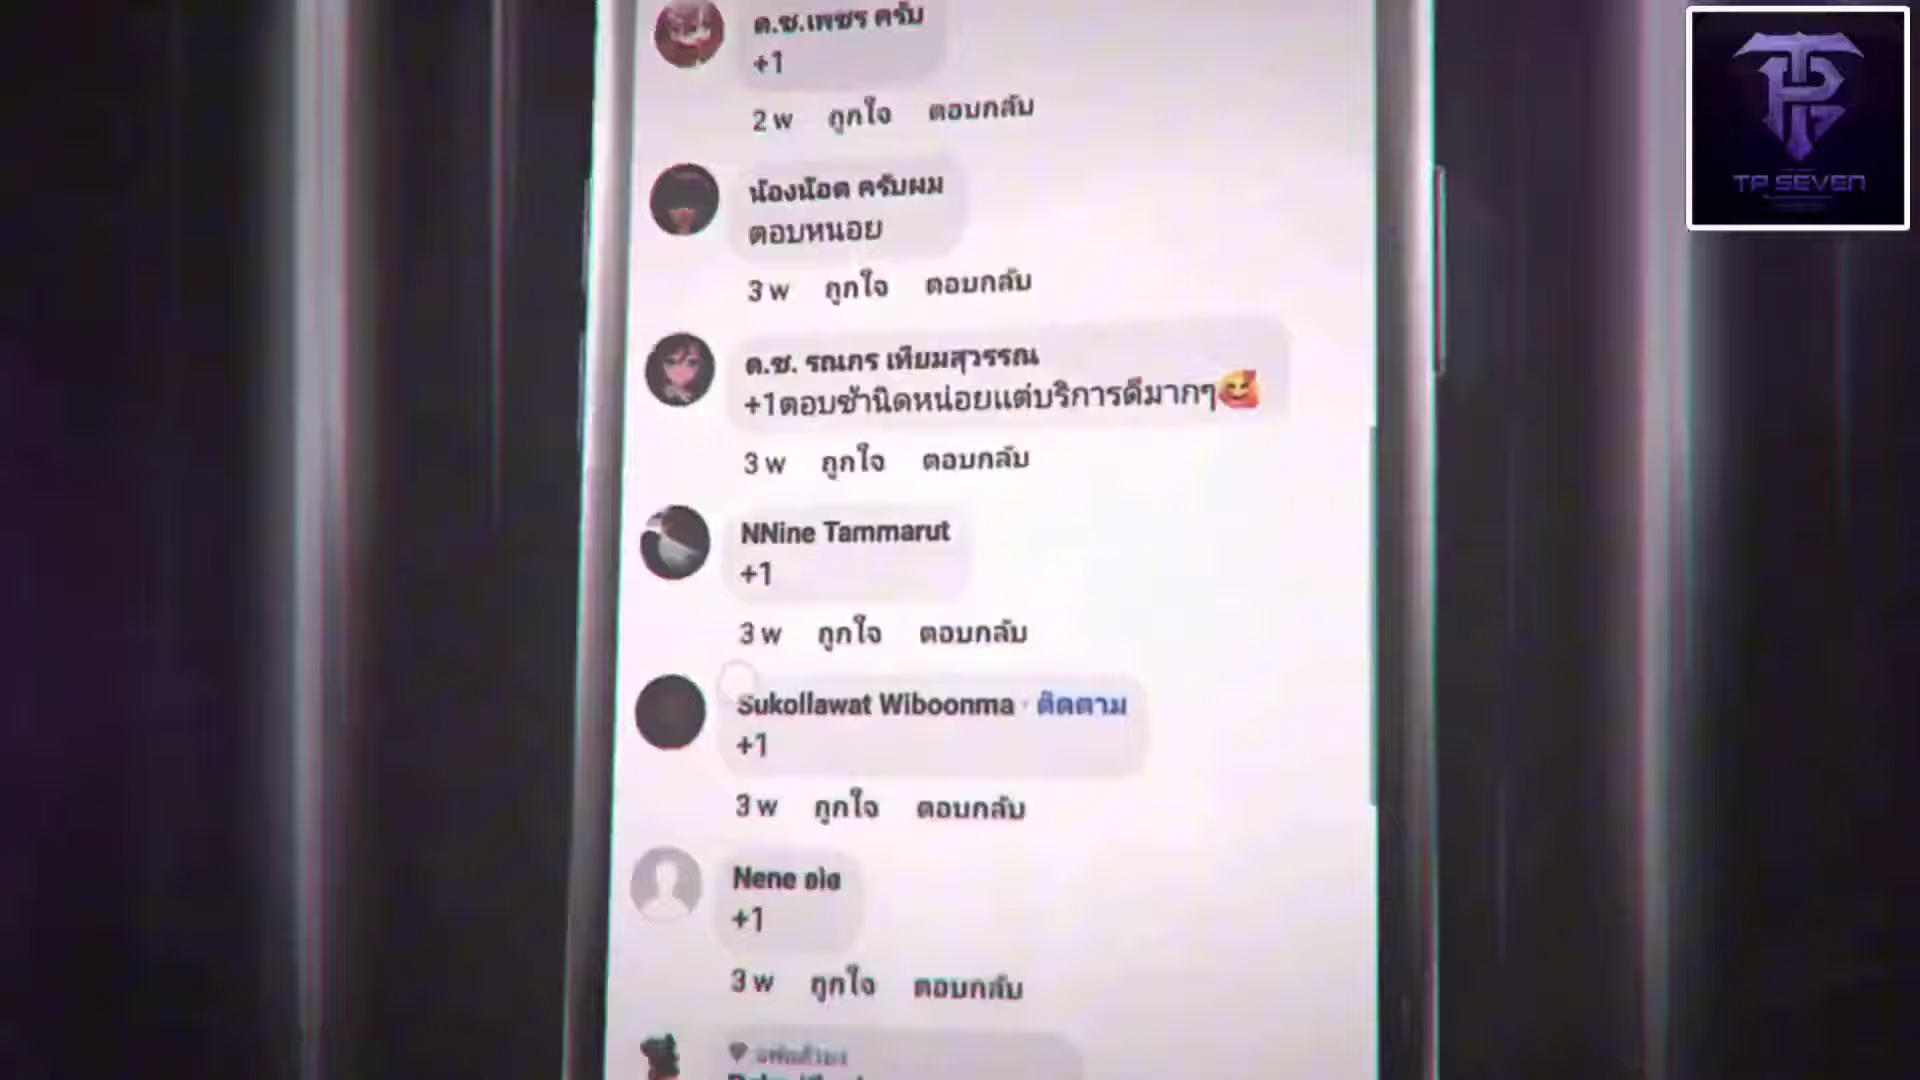 ด.ช.เพชร ครับ
+1
2 w ถูกใจ ตอบกลับ
น้องน๊อต ครับผม
ตอบหนอย
3 w ถูกใจ ตอบกลับ
ด.ช. รณกร เทียมสุวรรณ
+1ตอบช้านิดหน่อยแต่บริการดีมากๆ🥰
3 w ถูกใจ ตอบกลับ
NNine Tammarut
+1
3 w ถูกใจ ตอบกลับ
Sukollawat Wiboonma · ติดตาม
+1
3 w ถูกใจ ตอบกลับ
Nene
+1
3 w ถูกใจ ตอบกลับ
TP SEVEN